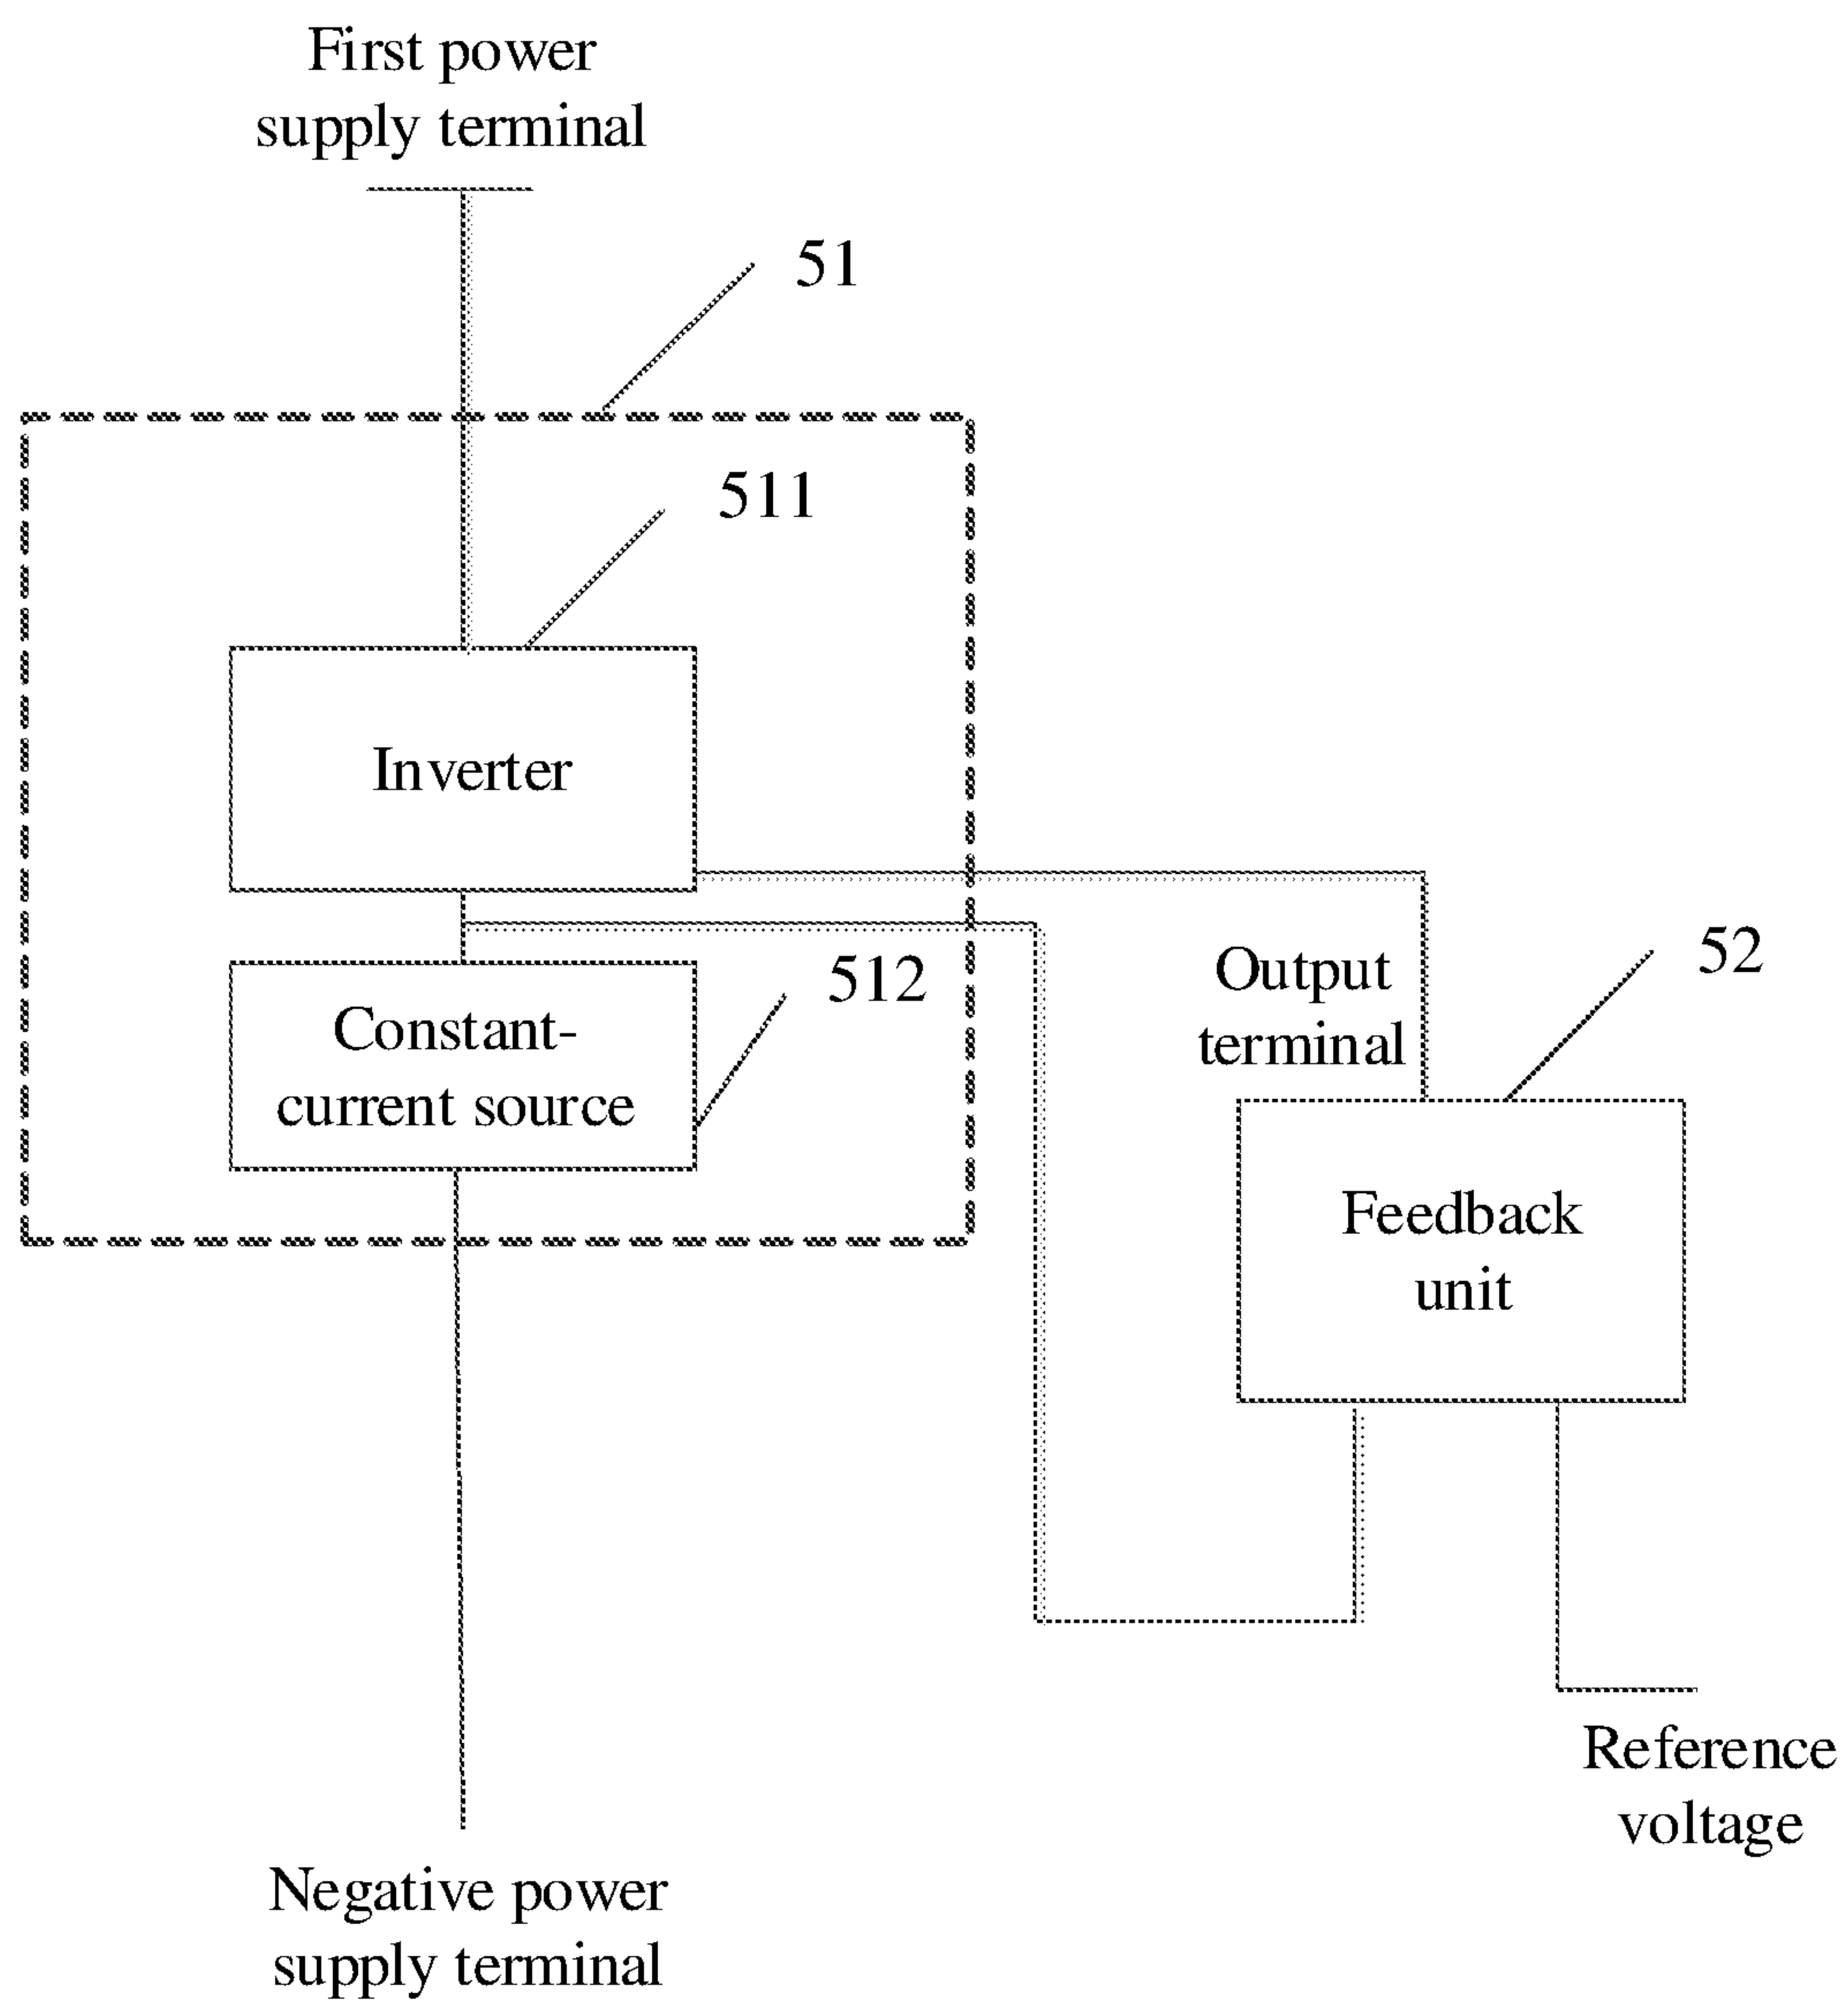 First power
supply terminal
51
511
Inverter
512
Constant-
current source
Output
terminal
52
Feedback
unit
Reference
voltage
Negative power
supply terminal